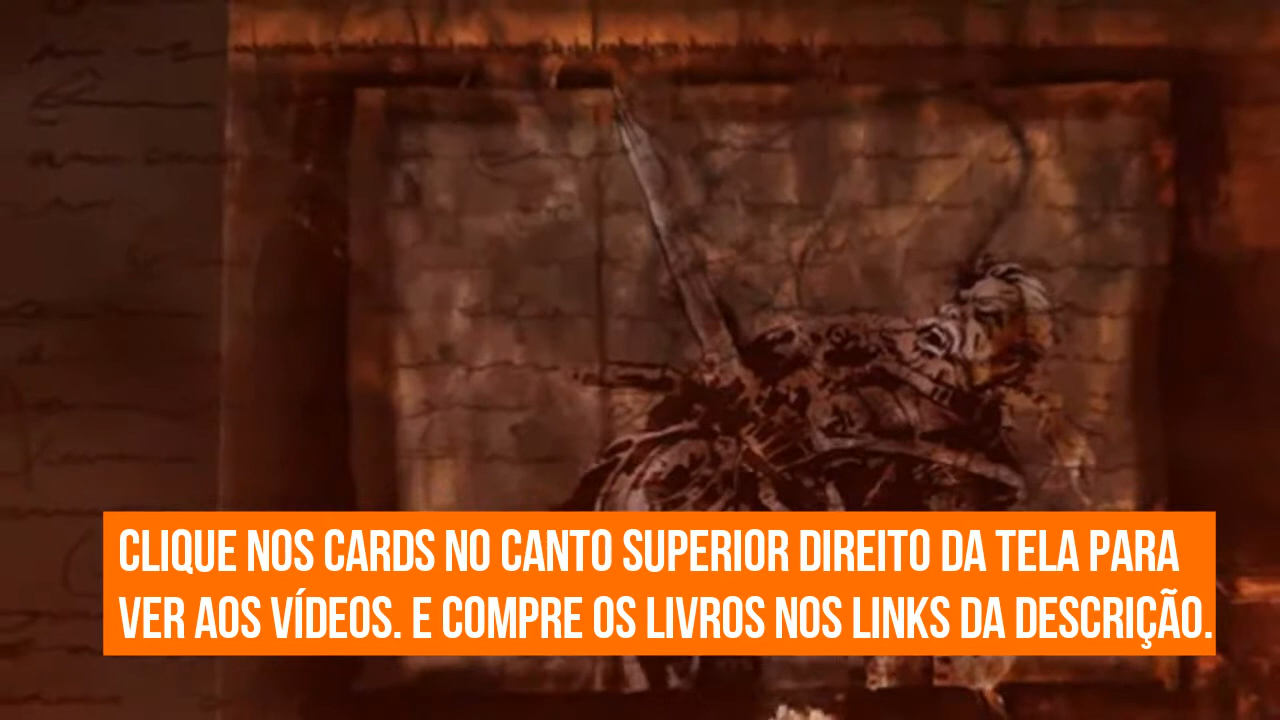 CLIQUE NOS CARDS NO CANTO SUPERIOR DIREITO DA TELA PARA
VER AOS VÍDEOS. E COMPRE OS LIVROS NOS LINKS DA DESCRIÇÃO.